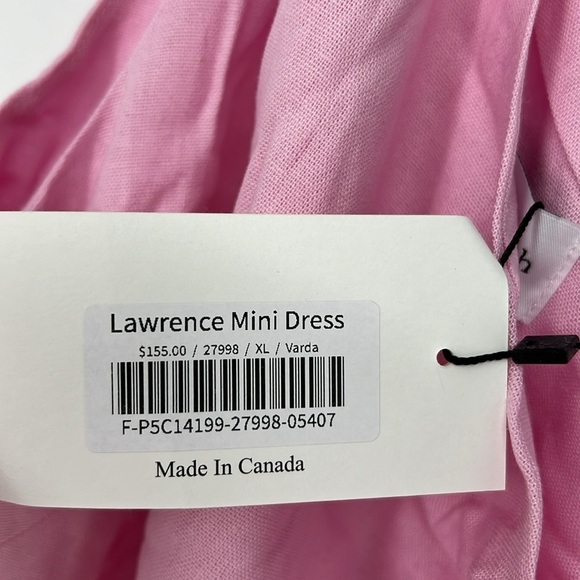 Lawrence Mini Dress
$155.00 / 27998 / XL / Varda
F-P5C14199-27998-05407
Made In Canada